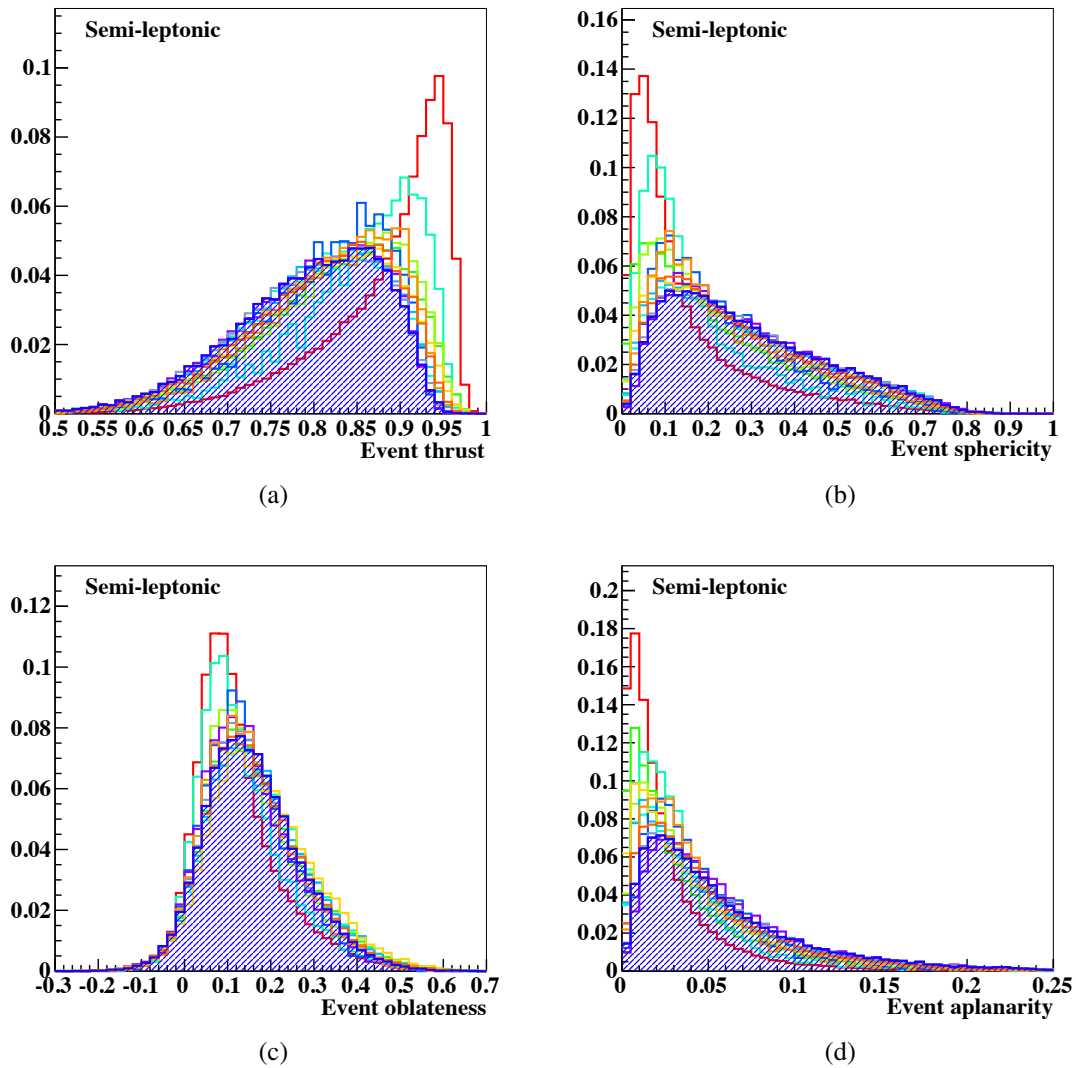 Semi-leptonic
0.1
0.08
0.06
0.04
0.02
0
0.5 0.55 0.6 0.65 0.7 0.75 0.8 0.85 0.9 0.95 1
Event thrust
(a)
Semi-leptonic
0.16
0.14
0.12
0.1
0.08
0.06
0.04
0.02
0
0 0.1 0.2 0.3 0.4 0.5 0.6 0.7 0.8 0.9 1
Event sphericity
(b)
Semi-leptonic
0.12
0.1
0.08
0.06
0.04
0.02
0
-0.3 -0.2 -0.1 0 0.1 0.2 0.3 0.4 0.5 0.6 0.7
Event oblateness
(c)
Semi-leptonic
0.2
0.18
0.16
0.14
0.12
0.1
0.08
0.06
0.04
0.02
0
0 0.05 0.1 0.15 0.2 0.25
Event aplanarity
(d)